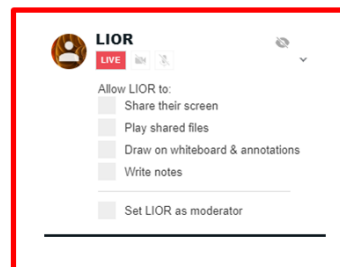 LIOR
LIVE
Allow LIOR to:
Share their screen
Play shared files
Draw on whiteboard & annotations
Write notes
Set LIOR as moderator